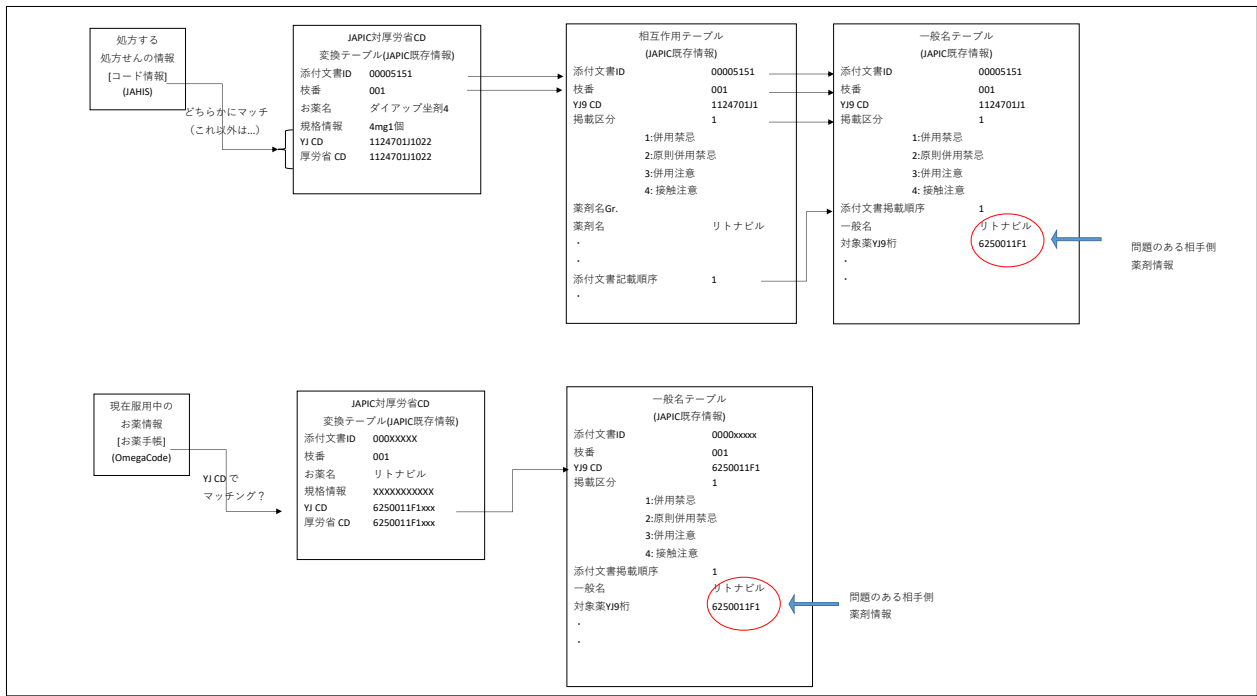 処方する
処方せんの情報
[コード情報]
(JAHIS)
どちらかにマッチ
（これ以外は...）
JAPIC対厚労省CD
変換テーブル(JAPIC既存情報)
添付文書ID 00005151
枝番 001
お薬名 ダイアップ坐剤4
規格情報 4mg1個
YJ CD 1124701J1022
厚労省 CD 1124701J1022
相互作用テーブル
(JAPIC既存情報)
添付文書ID 00005151
枝番 001
YJ9 CD 1124701J1
掲載区分 1
1:併用禁忌
2:原則併用禁忌
3:併用注意
4: 接触注意
薬剤名Gr.
薬剤名 リトナビル
・
・
添付文書記載順序 1
・
一般名テーブル
(JAPIC既存情報)
添付文書ID 00005151
枝番 001
YJ9 CD 1124701J1
掲載区分 1
1:併用禁忌
2:原則併用禁忌
3:併用注意
4: 接触注意
添付文書掲載順序 1
一般名 リトナビル
対象薬YJ9桁 6250011F1
・
・
問題のある相手側
薬剤情報
現在服用中の
お薬情報
[お薬手帳]
(OmegaCode)
YJ CD で
マッチング？
JAPIC対厚労省CD
変換テーブル(JAPIC既存情報)
添付文書ID 000XXXXX
枝番 001
お薬名 リトナビル
規格情報 XXXXXXXXXXX
YJ CD 6250011F1xxx
厚労省 CD 6250011F1xxx
一般名テーブル
(JAPIC既存情報)
添付文書ID 0000xxxxx
枝番 001
YJ9 CD 6250011F1
掲載区分 1
1:併用禁忌
2:原則併用禁忌
3:併用注意
4: 接触注意
添付文書掲載順序 1
一般名 リトナビル
対象薬YJ9桁 6250011F1
・
・
問題のある相手側
薬剤情報